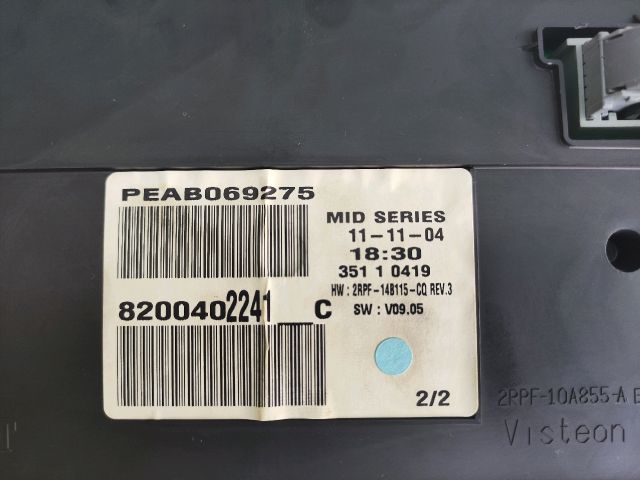 PEAB069275
MID SERIES
11-11-04
18:30
351 1 0419
HW : 2RPF-14B115-CQ REV.3
8200402241__C
SW : V09.05
2/2
2RPF-10A855-A
Visteon